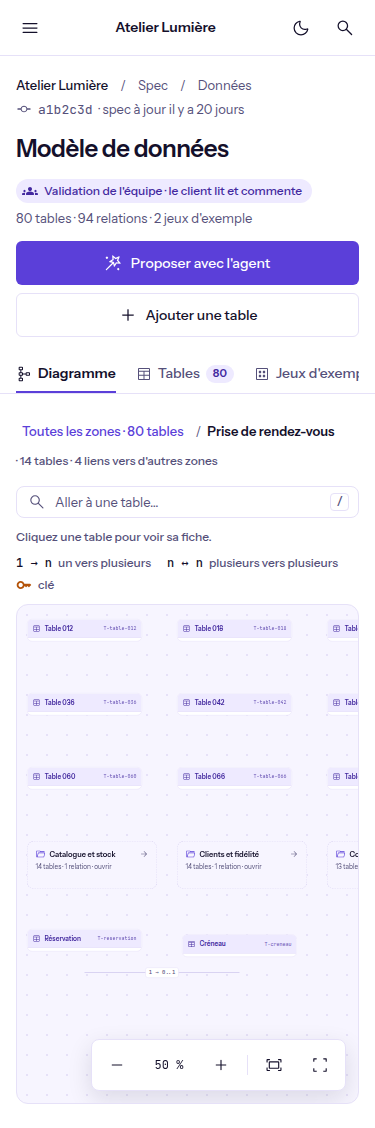 Atelier Lumière
Atelier Lumière / Spec / Données
a1b2c3d · spec à jour il y a 20 jours
Modèle de données
Validation de l'équipe · le client lit et commente
80 tables · 94 relations · 2 jeux d'exemple
Proposer avec l'agent
Ajouter une table
Diagramme Tables 80 Jeux d'exemp
Toutes les zones · 80 tables / Prise de rendez-vous
· 14 tables · 4 liens vers d'autres zones
Aller à une table... /
Cliquez une table pour voir sa fiche.
1 → n un vers plusieurs n ↔ n plusieurs vers plusieurs
clé
Table 012 T-table-012 Table 018 T-table-018 Tabl
Table 036 T-table-036 Table 042 T-table-042 Tabl
Table 060 T-table-060 Table 066 T-table-066 Tabl
Catalogue et stock → Clients et fidélité → Co
14 tables · 1 relation · ouvrir 14 tables · 1 relation · ouvrir 13 table
Réservation T-reservation Créneau T-creneau
1 → 0..1
50 %